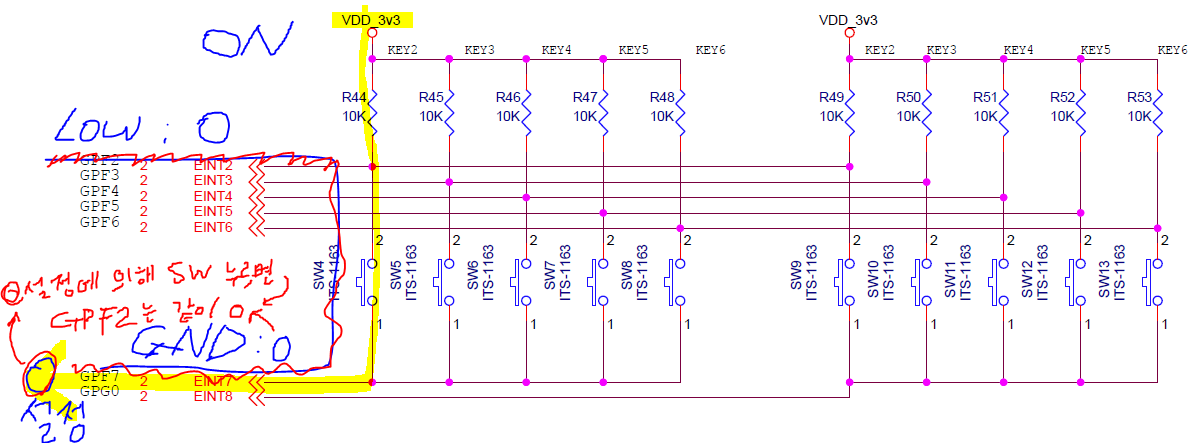 VDD_3v3 VDD_3v3
ON
KEY2 KEY3 KEY4 KEY5 KEY6 KEY2 KEY3 KEY4 KEY5 KEY6
R44 R45 R46 R47 R48 R49 R50 R51 R52 R53
10K 10K 10K 10K 10K 10K 10K 10K 10K 10K
LOW : 0
GPF2 2 EINT2
GPF3 2 EINT3
GPF4 2 EINT4
GPF5 2 EINT5
GPF6 2 EINT6
2 2 2 2 2 2 2 2 2 2
SW4 SW5 SW6 SW7 SW8 SW9 SW10 SW11 SW12 SW13
ITS-1163 ITS-1163 ITS-1163 ITS-1163 ITS-1163 ITS-1163 ITS-1163 ITS-1163 ITS-1163 ITS-1163
1 1 1 1 1 1 1 1 1 1
설정에 의해 SW 누르면
GPF2는 값이 0
GND:0
GPF7 2 EINT7
GPG0 2 EINT8
설정